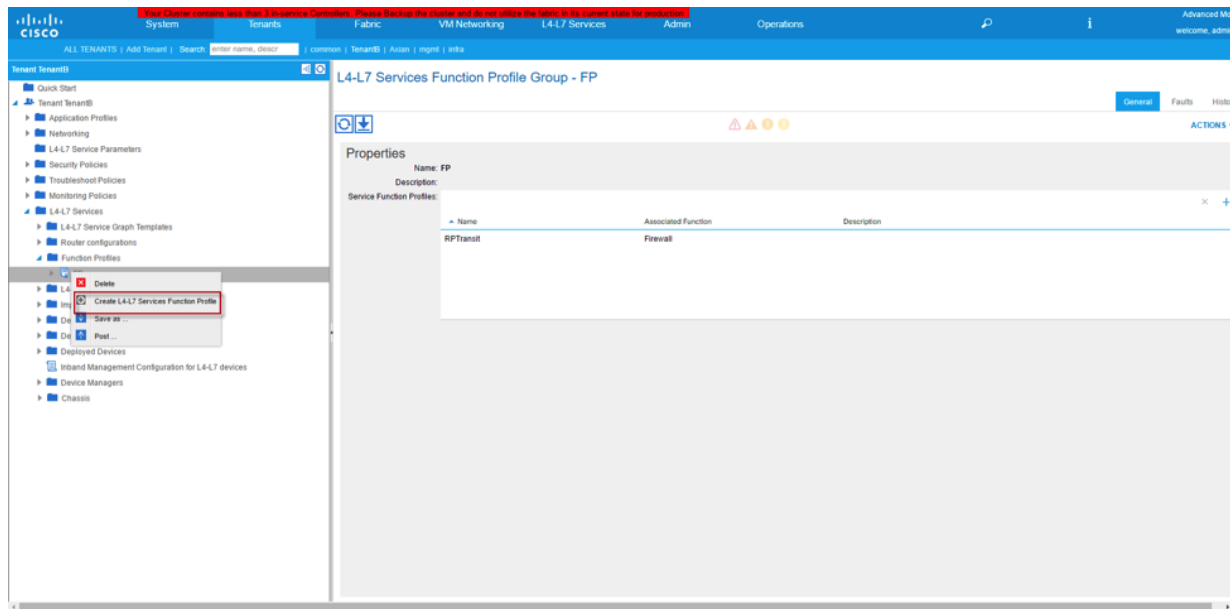 Your Cluster contains less than 3 in-service Controllers. Please Backup the cluster and do not utilize the fabric in its current state for production.
CISCO
System Tenants Fabric VM Networking L4-L7 Services Admin Operations i
Advanced Mo
welcome, admi
ALL TENANTS | Add Tenant | Search: enter name, descr | common | TenantB | Asian | mgmt | infra
Tenant TenantB
Quick Start
Tenant TenantB
Application Profiles
Networking
L4-L7 Service Parameters
Security Policies
Troubleshoot Policies
Monitoring Policies
L4-L7 Services
L4-L7 Service Graph Templates
Router configurations
Function Profiles
L4
Im
De
De
Deployed Devices
Inband Management Configuration for L4-L7 devices
Device Managers
Chassis
Delete
Create L4-L7 Services Function Profile
Save as ...
Post ...
L4-L7 Services Function Profile Group - FP
General Faults Histo
ACTIONS
Properties
Name: FP
Description:
Service Function Profiles:
Name Associated Function Description
RPTransit Firewall